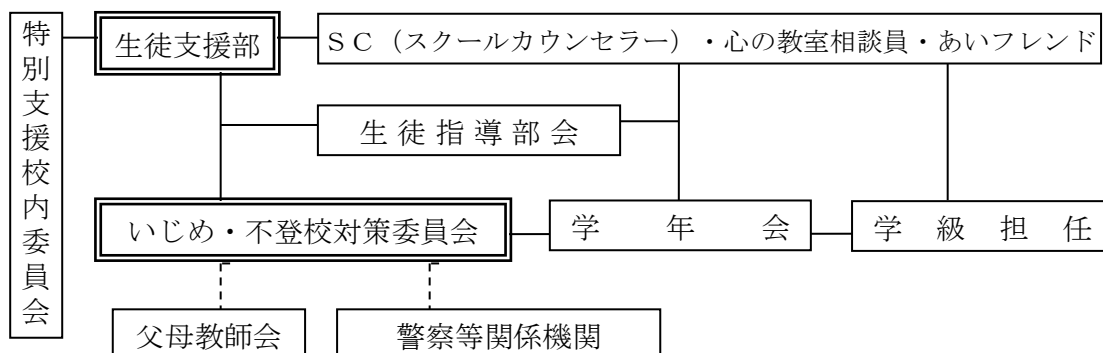 特別支援校内委員会
生徒支援部
ＳＣ（スクールカウンセラー）・心の教室相談員・あいフレンド
生徒指導部会
いじめ・不登校対策委員会
学年会
学級担任
父母教師会
警察等関係機関